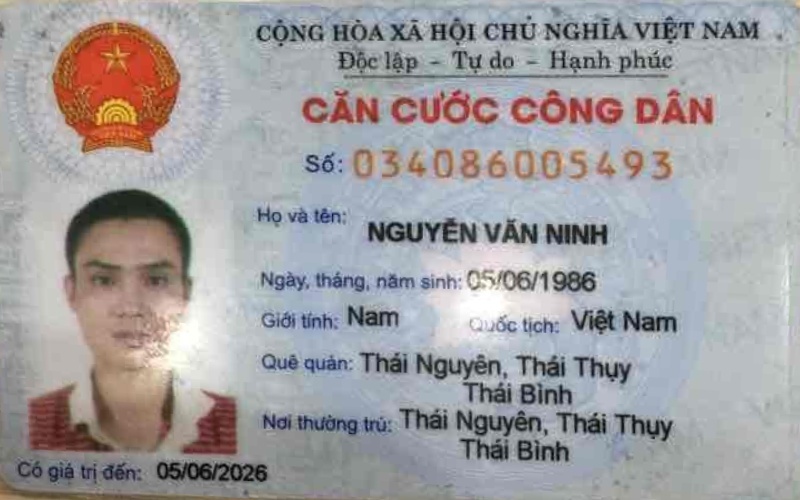 CỘNG HÒA XÃ HỘI CHỦ NGHĨA VIỆT NAM
Độc lập - Tự do - Hạnh phúc
CĂN CƯỚC CÔNG DÂN
Số: 034086005493
Họ và tên: NGUYỄN VĂN NINH
Ngày, tháng, năm sinh: 05/06/1986
Giới tính: Nam Quốc tịch: Việt Nam
Quê quán: Thái Nguyên, Thái Thụy
Thái Bình
Nơi thường trú: Thái Nguyên, Thái Thụy
Thái Bình
Có giá trị đến: 05/06/2026